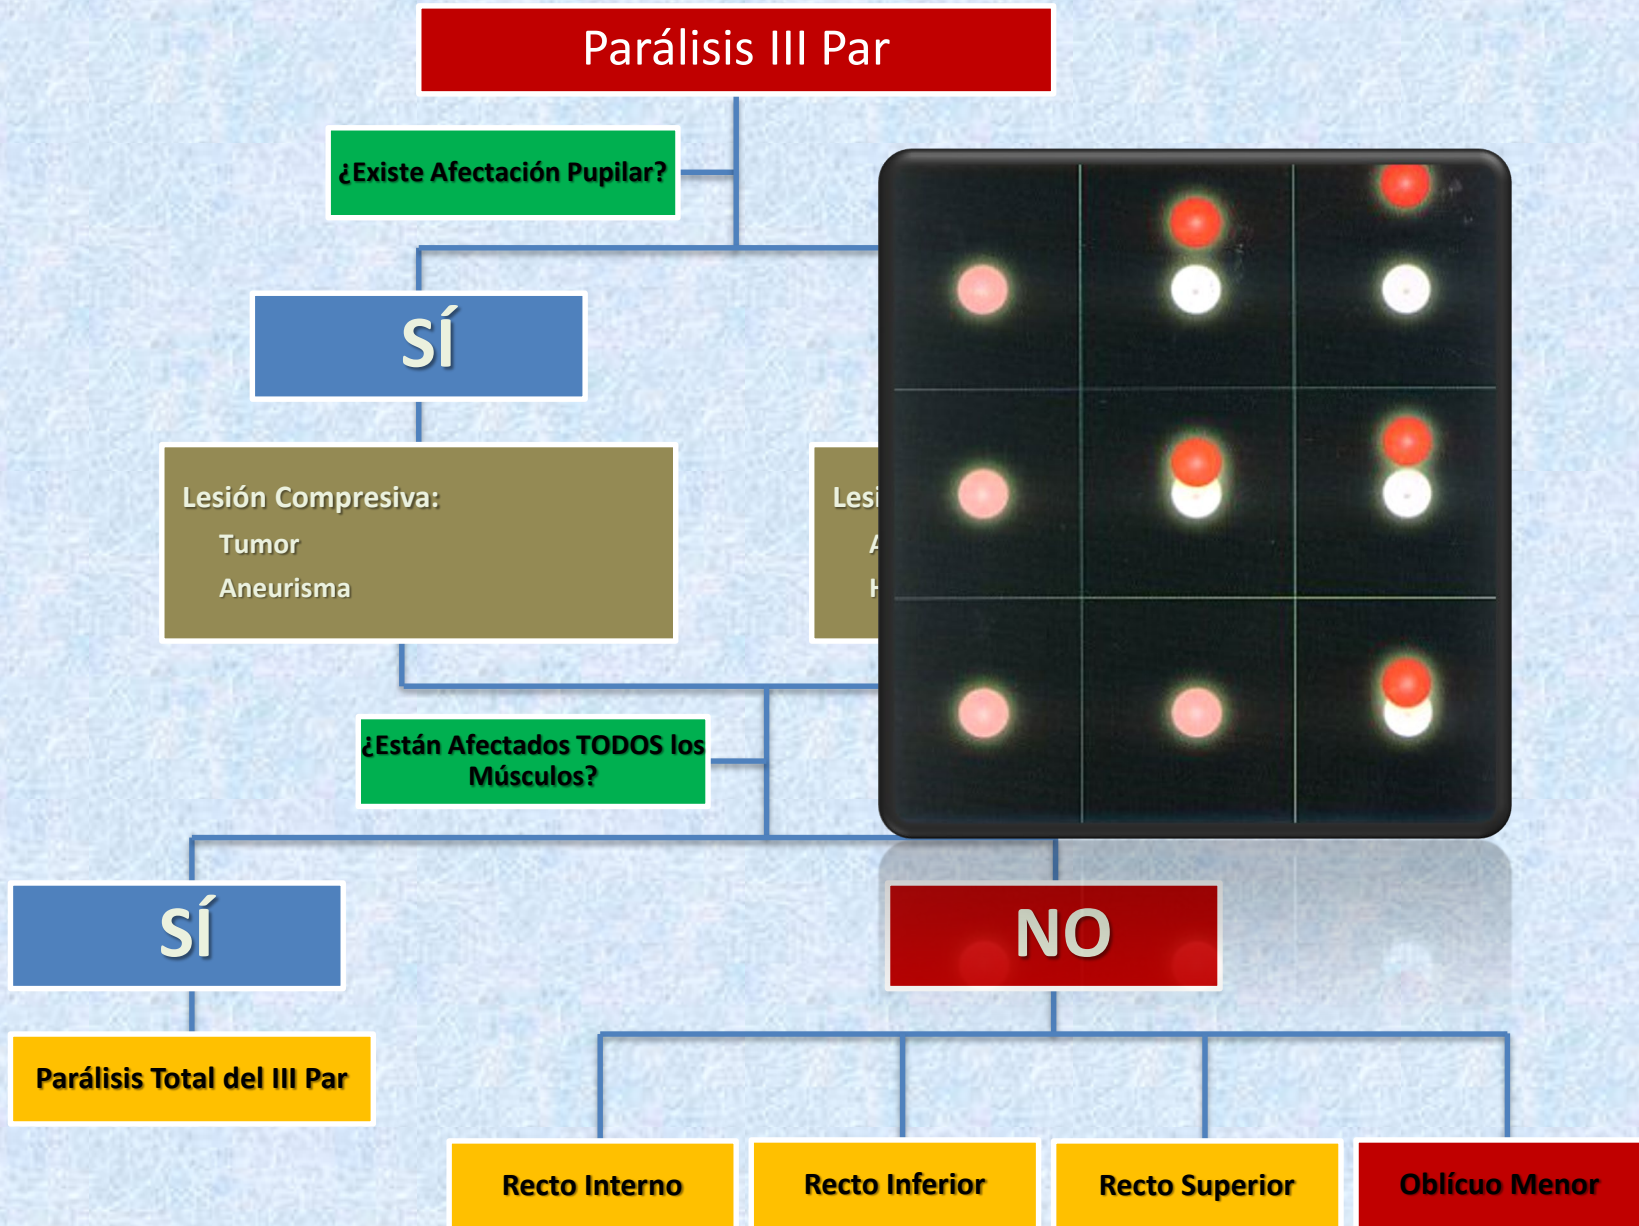 Parálisis III Par
¿Existe Afectación Pupilar?
SÍ
Lesión Compresiva:
Tumor
Aneurisma
¿Están Afectados TODOS los
Músculos?
SÍ
NO
Parálisis Total del III Par
Recto Interno
Recto Inferior
Recto Superior
Oblícuo Menor